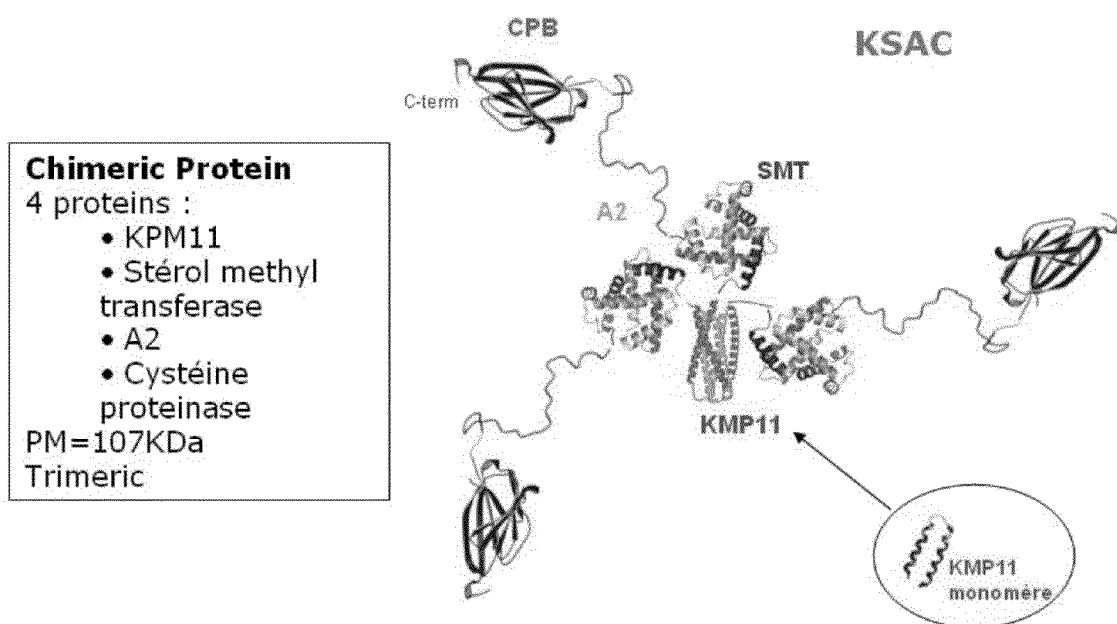 CPB
KSAC
C-term
Chimeric Protein
4 proteins :
• KPM11
• Stérol methyl
transferase
• A2
• Cystéine
proteinase
PM=107KDa
Trimeric
SMT
A2
KMP11
KMP11
monomère